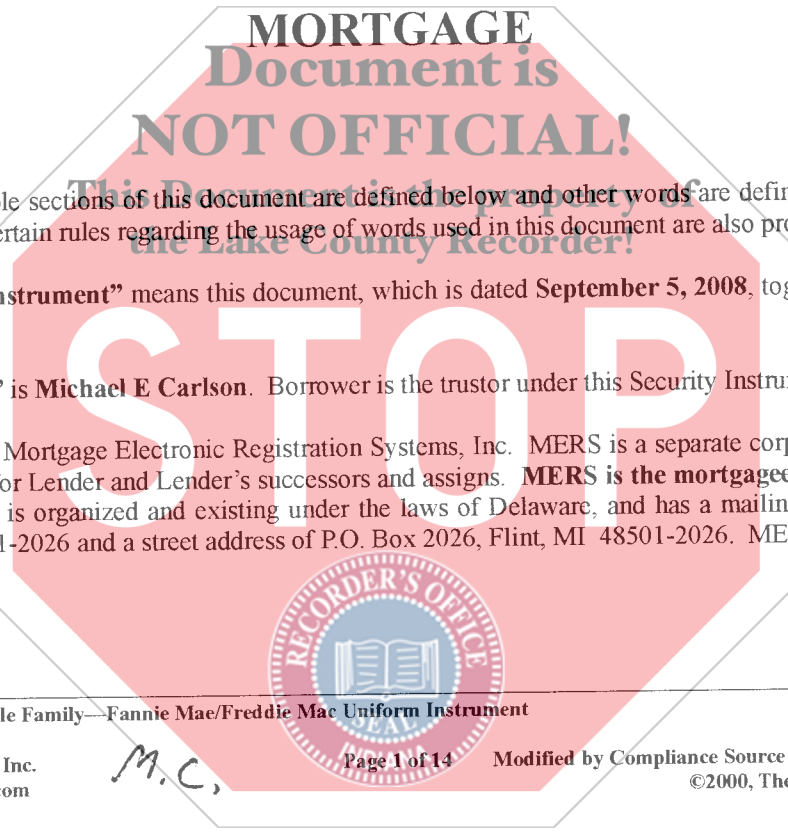 MORTGAGE
Document is
NOT OFFICIAL!
This Document is the property of
the Lake County Recorder!
le sections of this document are defined below and other words are defin
ertain rules regarding the usage of words used in this document are also pro
nstrument” means this document, which is dated September 5, 2008, tog
STOP
” is Michael E Carlson. Borrower is the trustor under this Security Instru
Mortgage Electronic Registration Systems, Inc. MERS is a separate corp
or Lender and Lender’s successors and assigns. MERS is the mortgagee
is organized and existing under the laws of Delaware, and has a mailin
1-2026 and a street address of P.O. Box 2026, Flint, MI 48501-2026. ME
RECORDER'S OFFICE
SEAL
INDIANA
le Family—Fannie Mae/Freddie Mac Uniform Instrument
Inc. M.C, Page 1 of 14 Modified by Compliance Source
om ©2000, The